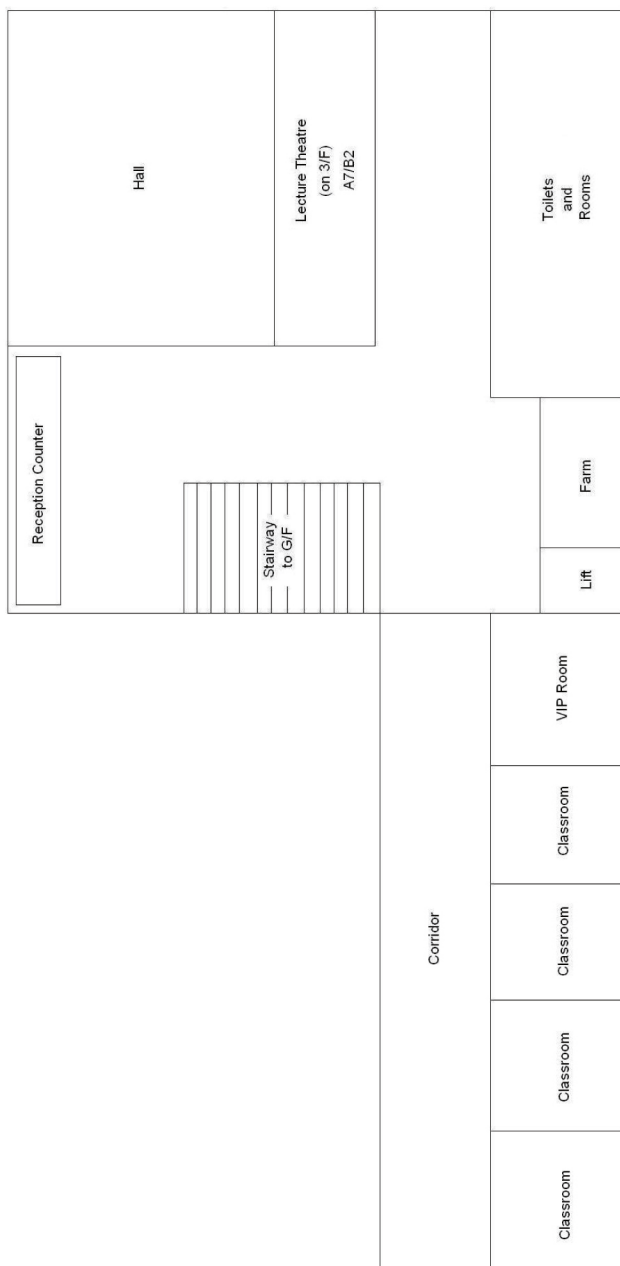 Hall
Lecture Theatre
(on 3/F)
A7/B2
Toilets
and
Rooms
Reception Counter
Stairway
to G/F
Farm
Lift
VIP Room
Classroom
Corridor
Classroom
Classroom
Classroom